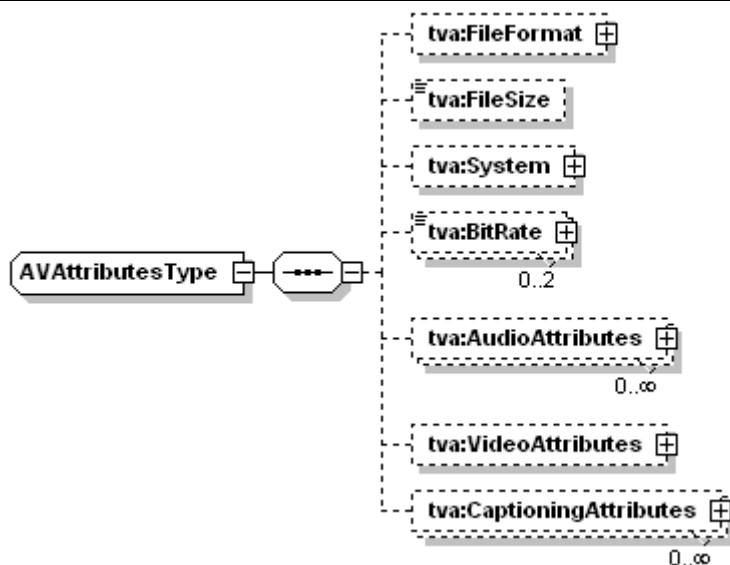 tva:FileFormat
tva:FileSize
tva:System
tva:BitRate
0..2
AVAttributesType
tva:AudioAttributes
0..∞
tva:VideoAttributes
tva:CaptioningAttributes
0..∞